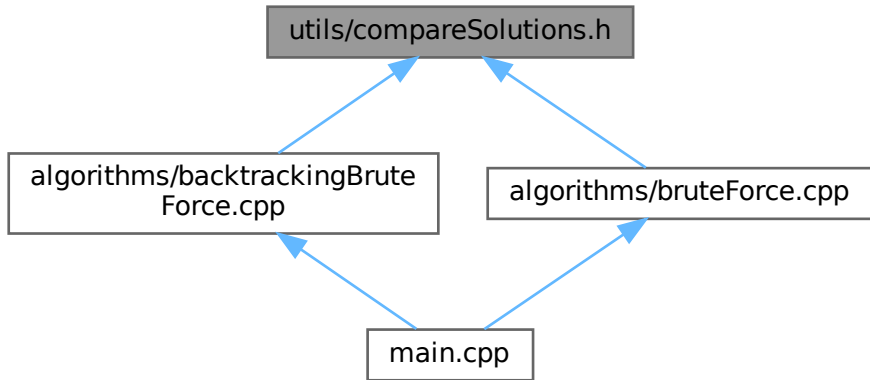 utils/compareSolutions.h
algorithms/backtrackingBrute
Force.cpp
algorithms/bruteForce.cpp
main.cpp